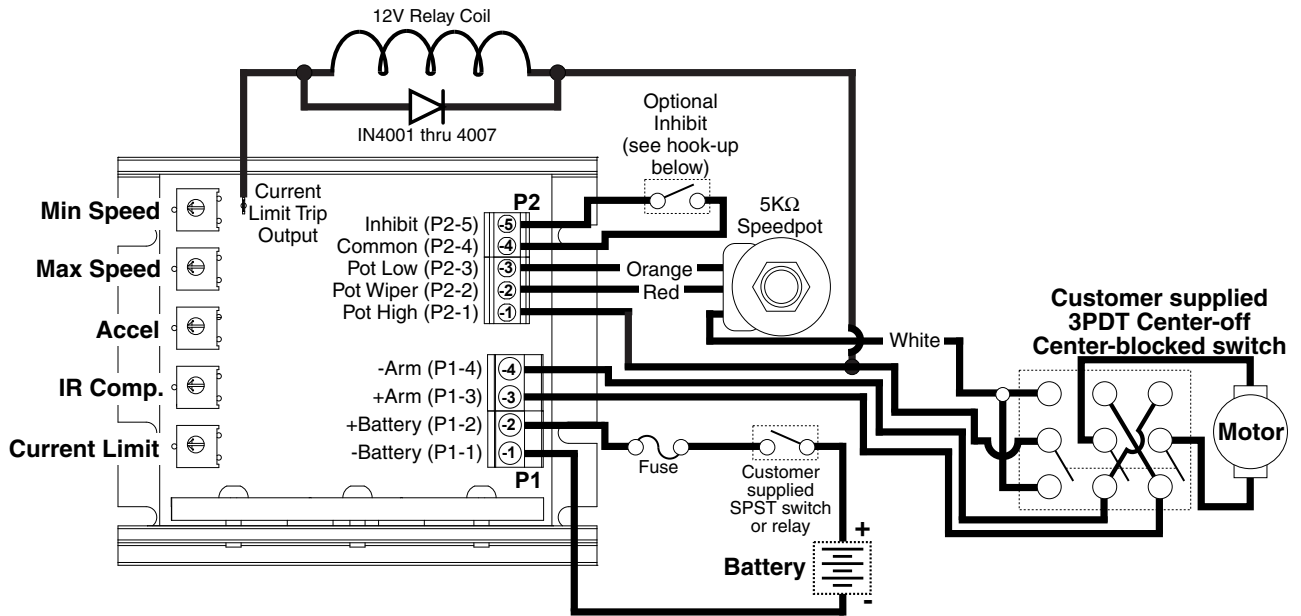 12V Relay Coil
IN4001 thru 4007
Optional
Inhibit
(see hook-up
below)
Min Speed
Max Speed
Accel
IR Comp.
Current Limit
Current
Limit Trip
Output
P2
Inhibit (P2-5)
-5
Common (P2-4)
-4
Pot Low (P2-3)
-3
Pot Wiper (P2-2)
-2
Pot High (P2-1)
-1
5KΩ
Speedpot
Orange
Red
White
-Arm (P1-4)
-4
+Arm (P1-3)
-3
+Battery (P1-2)
-2
-Battery (P1-1)
-1
P1
Fuse
Customer
supplied
SPST switch
or relay
Battery
+
-
Customer supplied
3PDT Center-off
Center-blocked switch
Motor